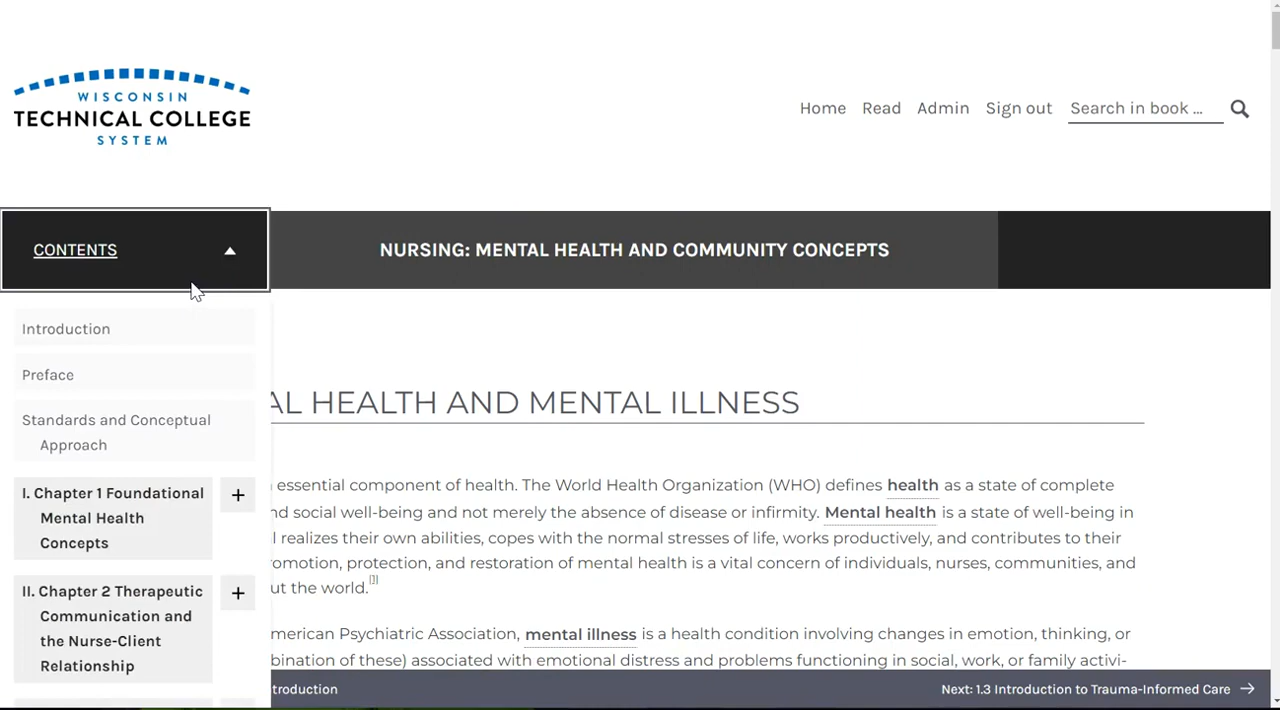 WISCONSIN
TECHNICAL COLLEGE
SYSTEM
Home Read Admin Sign out Search in book ...
CONTENTS
NURSING: MENTAL HEALTH AND COMMUNITY CONCEPTS
Introduction
Preface
Standards and Conceptual
Approach
I. Chapter 1 Foundational
Mental Health
Concepts
+
II. Chapter 2 Therapeutic
Communication and
the Nurse-Client
Relationship
+
AL HEALTH AND MENTAL ILLNESS
essential component of health. The World Health Organization (WHO) defines health as a state of complete
nd social well-being and not merely the absence of disease or infirmity. Mental health is a state of well-being in
l realizes their own abilities, copes with the normal stresses of life, works productively, and contributes to their
romotion, protection, and restoration of mental health is a vital concern of individuals, nurses, communities, and
ut the world.[1]
merican Psychiatric Association, mental illness is a health condition involving changes in emotion, thinking, or
bination of these) associated with emotional distress and problems functioning in social, work, or family activi-
troduction
Next: 1.3 Introduction to Trauma-Informed Care →